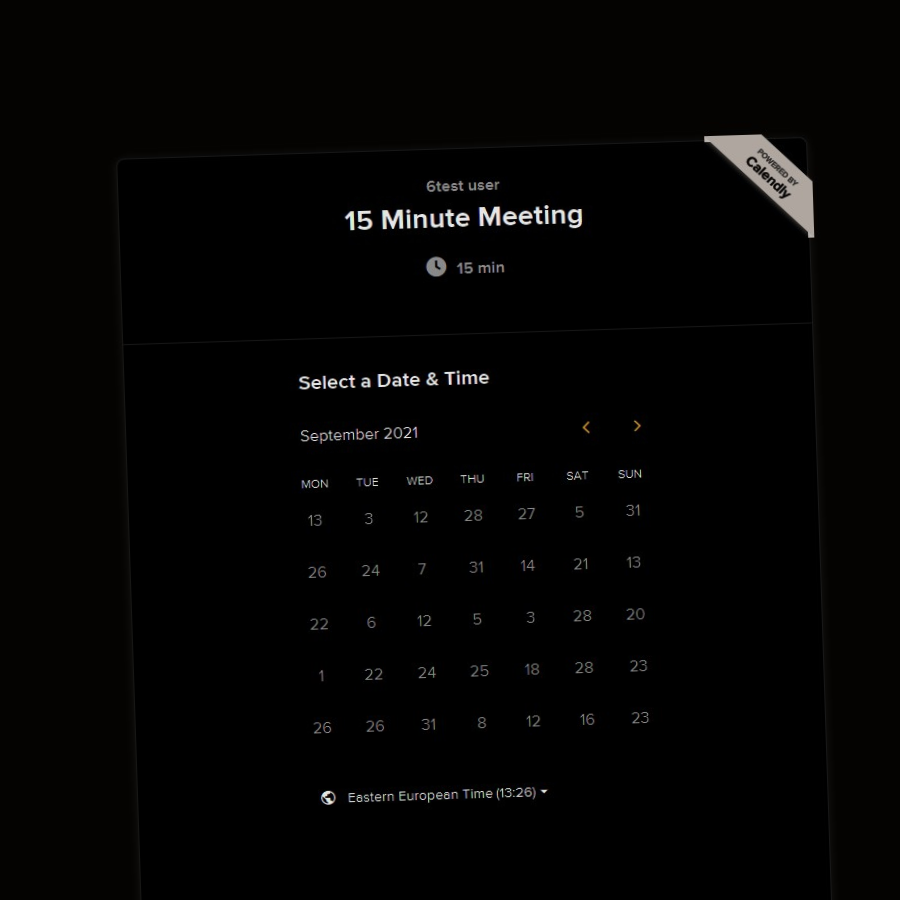 POWERED BY
Calendly
6test user
15 Minute Meeting
15 min
Select a Date & Time
September 2021
MON TUE WED THU FRI SAT SUN
13 3 12 28 27 5 31
26 24 7 31 14 21 13
22 6 12 5 3 28 20
1 22 24 25 18 28 23
26 26 31 8 12 16 23
Eastern European Time (13:26)